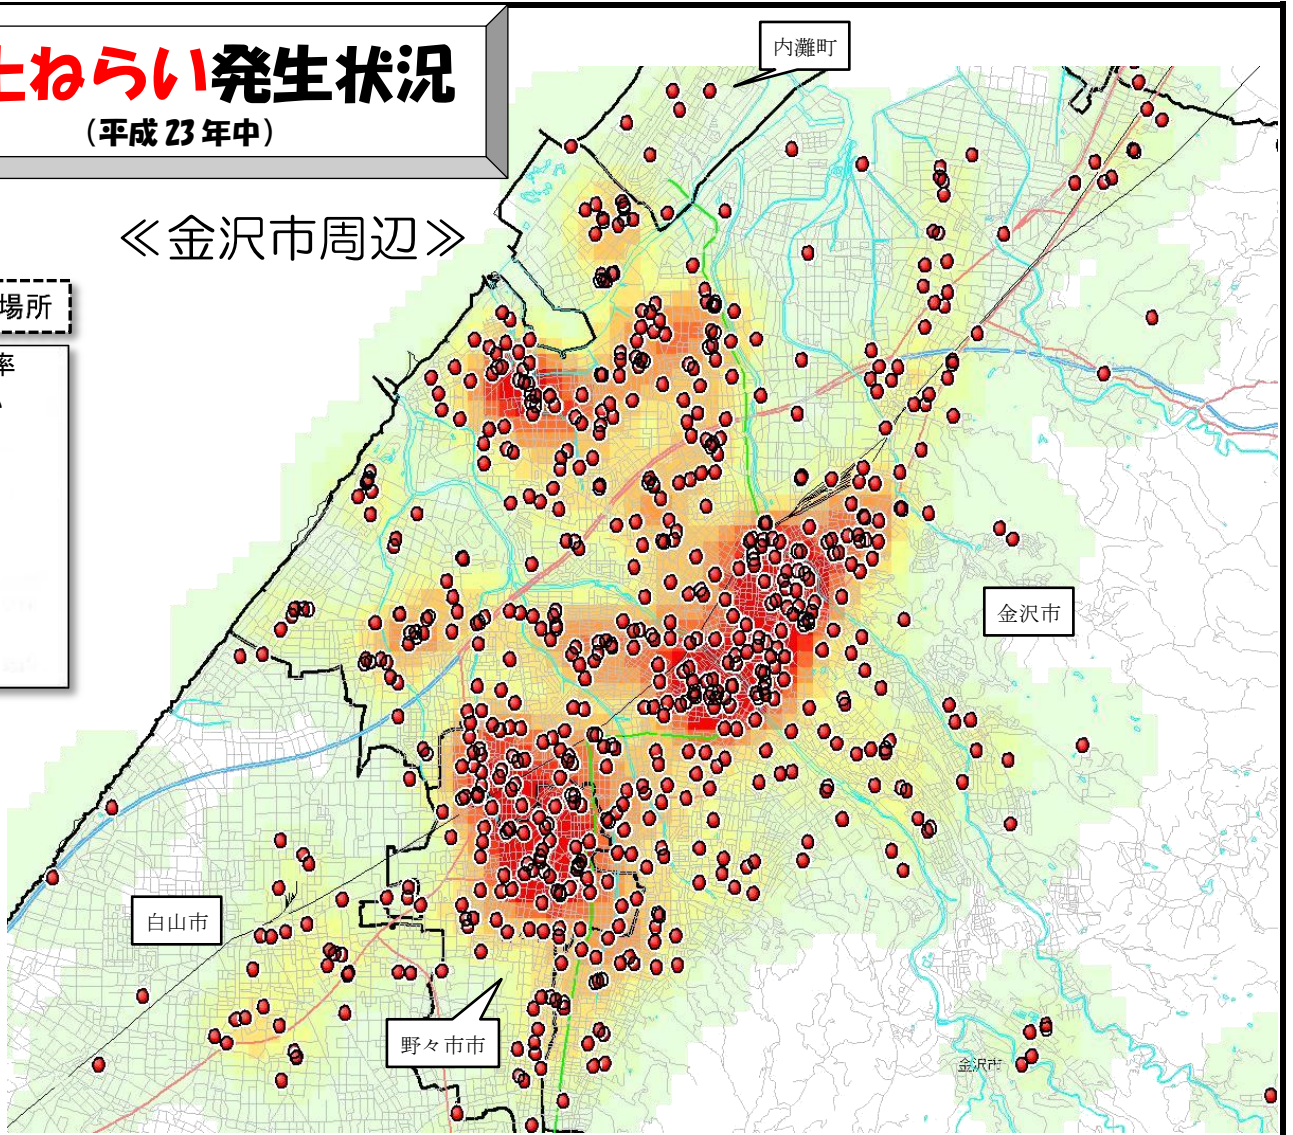 ねらい発生状況
(平成23年中)
≪金沢市周辺≫
場所
率
内灘町
金沢市
白山市
野々市市
金沢市